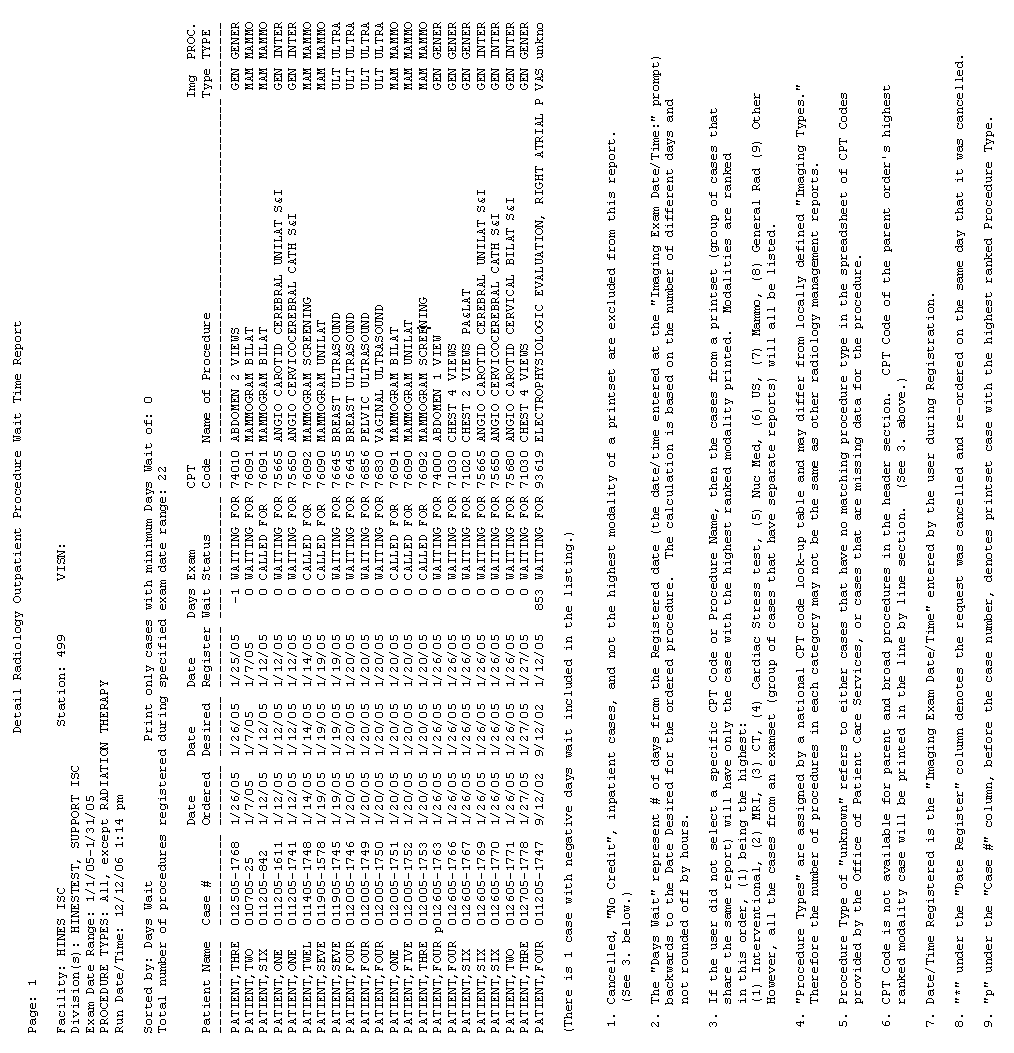 Page: 1
Detail Radiology Outpatient Procedure Wait Time Report
Facility: HINES ISC Station: 499 VISN:
Division(s): HINESTEST, SUPPORT ISC
Exam Date Range: 1/1/05-1/31/05
PROCEDURE TYPES: All, except RADIATION THERAPY
Run Date/Time: 12/12/06 1:14 pm
Sorted by: Days Wait Print only cases with minimum Days Wait of: 0
Total number of procedures registered during specified exam date range: 22
Date Date Date Days Exam CPT Img PROC.
Patient Name Case # Ordered Desired Register Wait Status Code Name of Procedure Type TYPE
PATIENT,THRE 012605-1768 1/26/05 1/26/05 1/25/05 -1 WAITING FOR 74010 ABDOMEN 2 VIEWS GEN GENER
PATIENT,THRE 010705-25 1/7/05 1/7/05 1/7/05 0 WAITING FOR 76091 MAMMOGRAM BILAT MAM MAMMO
PATIENT,SIX 011205-842 1/12/05 1/12/05 1/12/05 0 CALLED FOR 76091 MAMMOGRAM BILAT MAM MAMMO
PATIENT,ONE 011205-1611 1/12/05 1/12/05 1/12/05 0 WAITING FOR 75665 ANGIO CAROTID CEREBRAL UNILAT S&I GEN INTER
PATIENT,ONE 011205-1741 1/12/05 1/12/05 1/12/05 0 WAITING FOR 75650 ANGIO CERVICOCEREBRAL CATH S&I GEN INTER
PATIENT,TWEL 011405-1748 1/14/05 1/14/05 1/14/05 0 CALLED FOR 76092 MAMMOGRAM SCREENING MAM MAMMO
PATIENT,SEVE 011905-1578 1/19/05 1/19/05 1/19/05 0 CALLED FOR 76090 MAMMOGRAM UNILAT MAM MAMMO
PATIENT,SEVE 011905-1745 1/19/05 1/19/05 1/19/05 0 WAITING FOR 76645 BREAST ULTRASOUND ULT ULTRA
PATIENT,FOUR 012005-1746 1/20/05 1/20/05 1/20/05 0 WAITING FOR 76645 BREAST ULTRASOUND ULT ULTRA
PATIENT,FOUR 012005-1749 1/20/05 1/20/05 1/20/05 0 WAITING FOR 76856 PELVIC ULTRASOUND ULT ULTRA
PATIENT,FOUR 012005-1750 1/20/05 1/20/05 1/20/05 0 WAITING FOR 76830 VAGINAL ULTRASOUND ULT ULTRA
PATIENT,ONE 012005-1751 1/20/05 1/20/05 1/20/05 0 CALLED FOR 76091 MAMMOGRAM BILAT MAM MAMMO
PATIENT,FIVE 012005-1752 1/20/05 1/20/05 1/20/05 0 CALLED FOR 76090 MAMMOGRAM UNILAT MAM MAMMO
PATIENT,THRE 012005-1753 1/20/05 1/20/05 1/20/05 0 CALLED FOR 76092 MAMMOGRAM SCREENING MAM MAMMO
PATIENT,FOUR p012605-1763 1/26/05 1/26/05 1/26/05 0 WAITING FOR 74000 ABDOMEN 1 VIEW GEN GENER
PATIENT,FOUR 012605-1766 1/26/05 1/26/05 1/26/05 0 WAITING FOR 71030 CHEST 4 VIEWS GEN GENER
PATIENT,SIX 012605-1767 1/26/05 1/26/05 1/26/05 0 WAITING FOR 71020 CHEST 2 VIEWS PA&LAT GEN GENER
PATIENT,SIX 012605-1769 1/26/05 1/26/05 1/26/05 0 WAITING FOR 75665 ANGIO CAROTID CEREBRAL UNILAT S&I GEN INTER
PATIENT,SIX 012605-1770 1/26/05 1/26/05 1/26/05 0 WAITING FOR 75650 ANGIO CERVICOCEREBRAL CATH S&I GEN INTER
PATIENT,TWO 012605-1771 1/26/05 1/26/05 1/26/05 0 WAITING FOR 75680 ANGIO CAROTID CERVICAL BILAT S&I GEN INTER
PATIENT,TWO 012705-1778 1/27/05 1/27/05 1/27/05 0 WAITING FOR 71030 CHEST 4 VIEWS GEN GENER
PATIENT,FOUR 011205-1747 9/12/02 9/12/02 1/12/05 853 WAITING FOR 93619 ELECTROPHYSIOLOGIC EVALUATION, RIGHT ATRIAL P VAS unkno
(There is 1 case with negative days wait included in the listing.)
1. Cancelled, "No Credit", inpatient cases, and not the highest modality of a printset are excluded from this report.
(See 3. below.)
2. The "Days Wait" represent # of days from the Registered date (the date/time entered at the "Imaging Exam Date/Time:" prompt)
backwards to the Date Desired for the ordered procedure. The calculation is based on the number of different days and
not rounded off by hours.
3. If the user did not select a specific CPT Code or Procedure Name, then the cases from a printset (group of cases that
share the same report) will have only the case with the highest ranked modality printed. Modalities are ranked
in this order, (1) being the highest:
(1) Interventional, (2) MRI, (3) CT, (4) Cardiac Stress test, (5) Nuc Med, (6) US, (7) Mammo, (8) General Rad (9) Other
However, all the cases from an examset (group of cases that have separate reports) will all be listed.
4. "Procedure Types" are assigned by a national CPT code look-up table and may differ from locally defined "Imaging Types."
Therefore the number of procedures in each category may not be the same as other radiology management reports.
5. Procedure Type of "unknown" refers to either cases that have no matching procedure type in the spreadsheet of CPT Codes
provided by the Office of Patient Care Services, or cases that are missing data for the procedure.
6. CPT Code is not available for parent and broad procedures in the header section. CPT Code of the parent order's highest
ranked modality case will be printed in the line by line section. (See 3. above.)
7. Date/Time Registered is the "Imaging Exam Date/Time" entered by the user during Registration.
8. "*" under the "Date Register" column denotes the request was cancelled and re-ordered on the same day that it was cancelled.
9. "p" under the "Case #" column, before the case number, denotes printset case with the highest ranked Procedure Type.